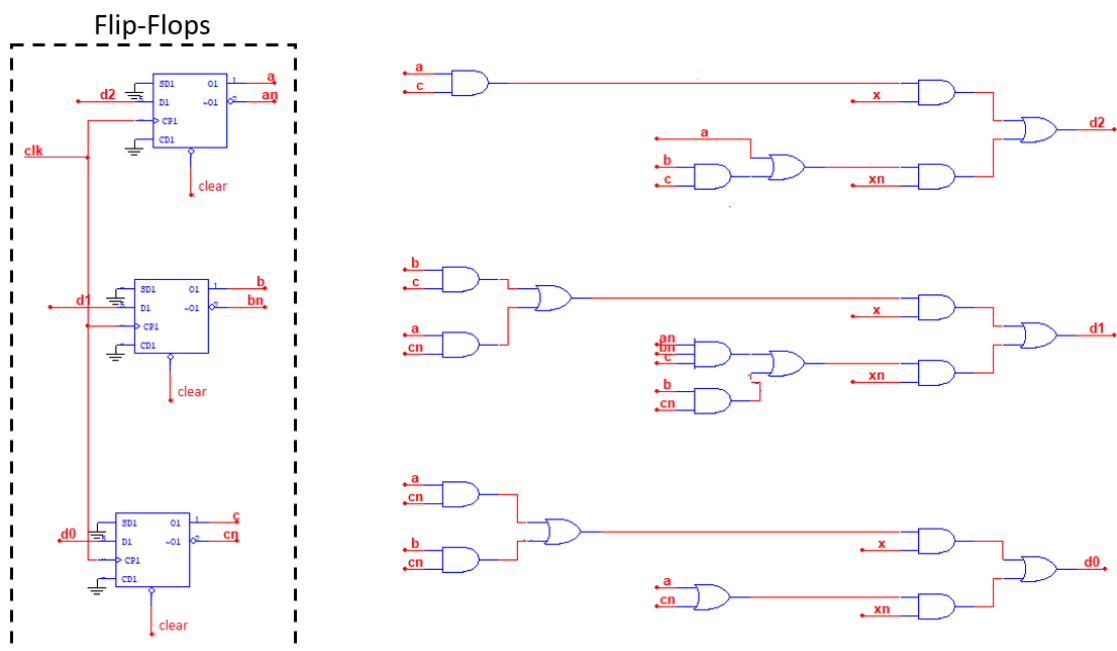 Flip-Flops
SD1 O1 a
d2 D1 ~O1 an
CP1
clk
CD1
clear
SD1 O1 b
d1 D1 ~O1 bn
CP1
CD1
clear
SD1 O1 c
d0 D1 ~O1 cn
CP1
CD1
clear
a
c
x
d2
a
b
c
xn
b
c
x
a
cn
d1
an
bn
c
xn
b
cn
a
cn
x
b
cn
d0
a
cn
xn